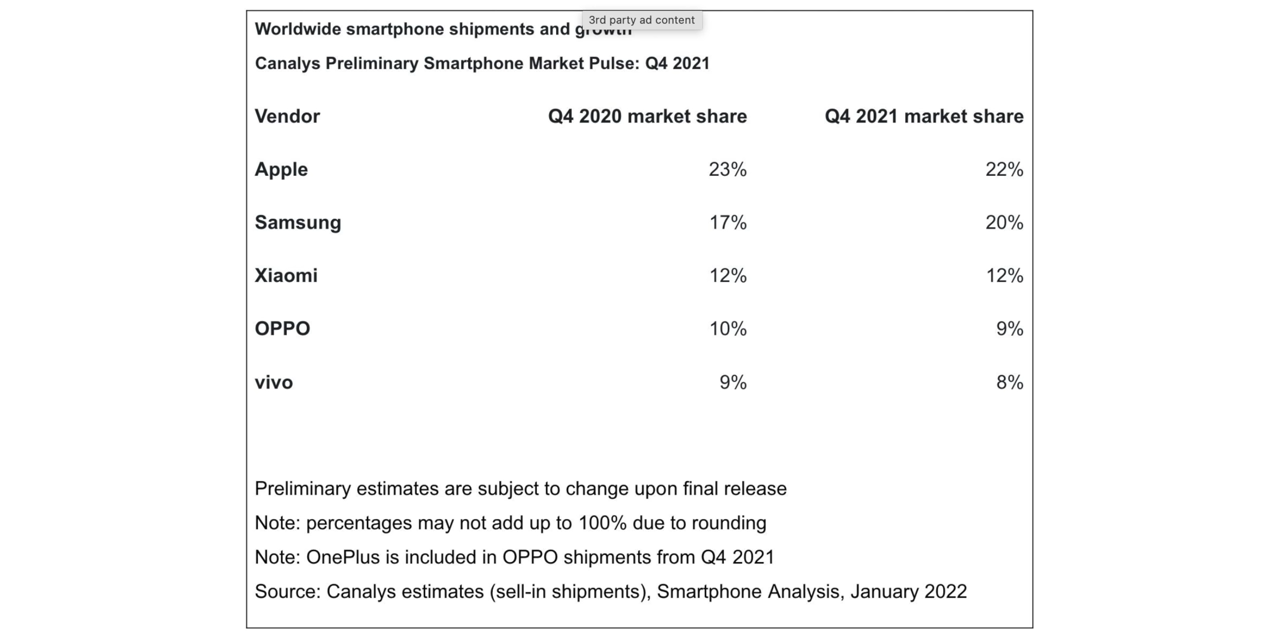 3rd party ad content
Worldwide smartphone shipments and growth
Canalys Preliminary Smartphone Market Pulse: Q4 2021
Vendor Q4 2020 market share Q4 2021 market share
Apple 23% 22%
Samsung 17% 20%
Xiaomi 12% 12%
OPPO 10% 9%
vivo 9% 8%
Preliminary estimates are subject to change upon final release
Note: percentages may not add up to 100% due to rounding
Note: OnePlus is included in OPPO shipments from Q4 2021
Source: Canalys estimates (sell-in shipments), Smartphone Analysis, January 2022